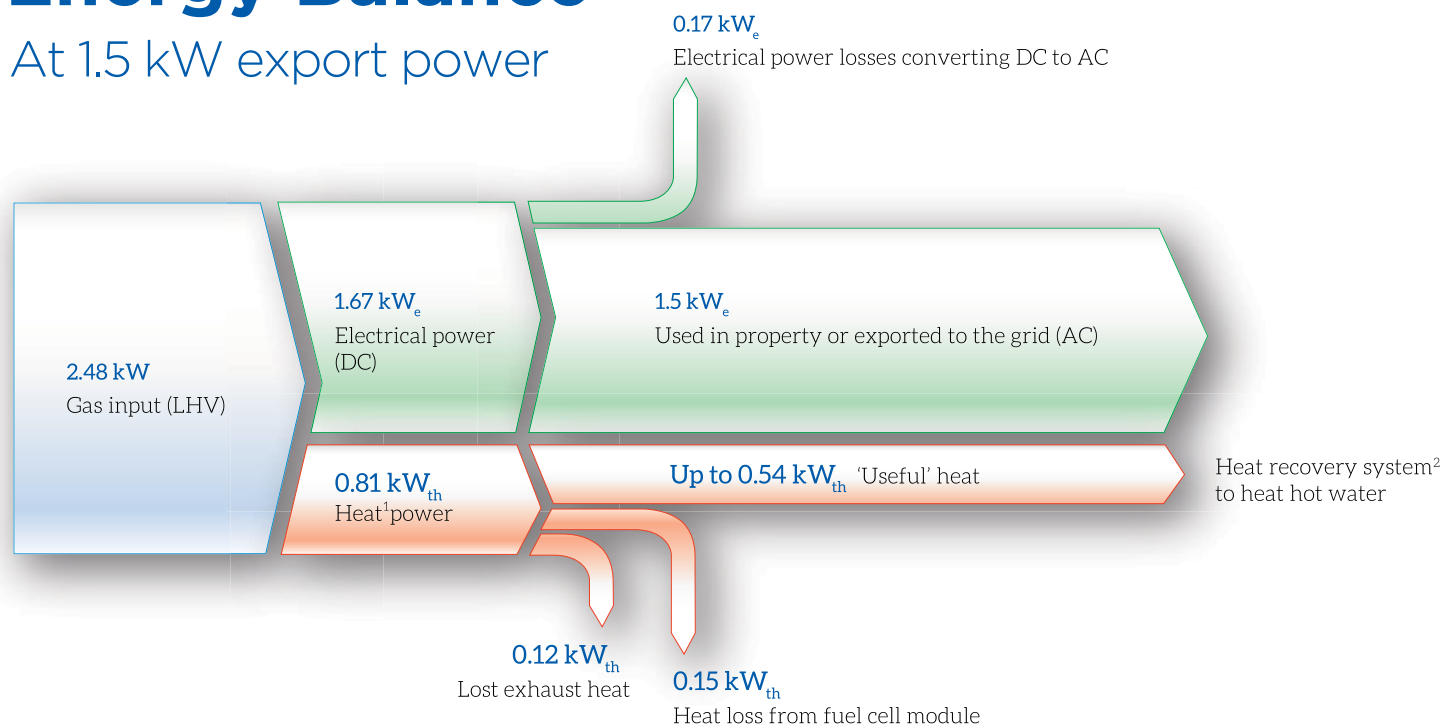 Energy Balance
At 1.5 kW export power
0.17 kWe
Electrical power losses converting DC to AC
1.67 kWe
Electrical power
(DC)
1.5 kWe
Used in property or exported to the grid (AC)
2.48 kW
Gas input (LHV)
0.81 kWth
Heat¹power
Up to 0.54 kWth ‘Useful’ heat
Heat recovery system²
to heat hot water
0.12 kWth
Lost exhaust heat
0.15 kWth
Heat loss from fuel cell module